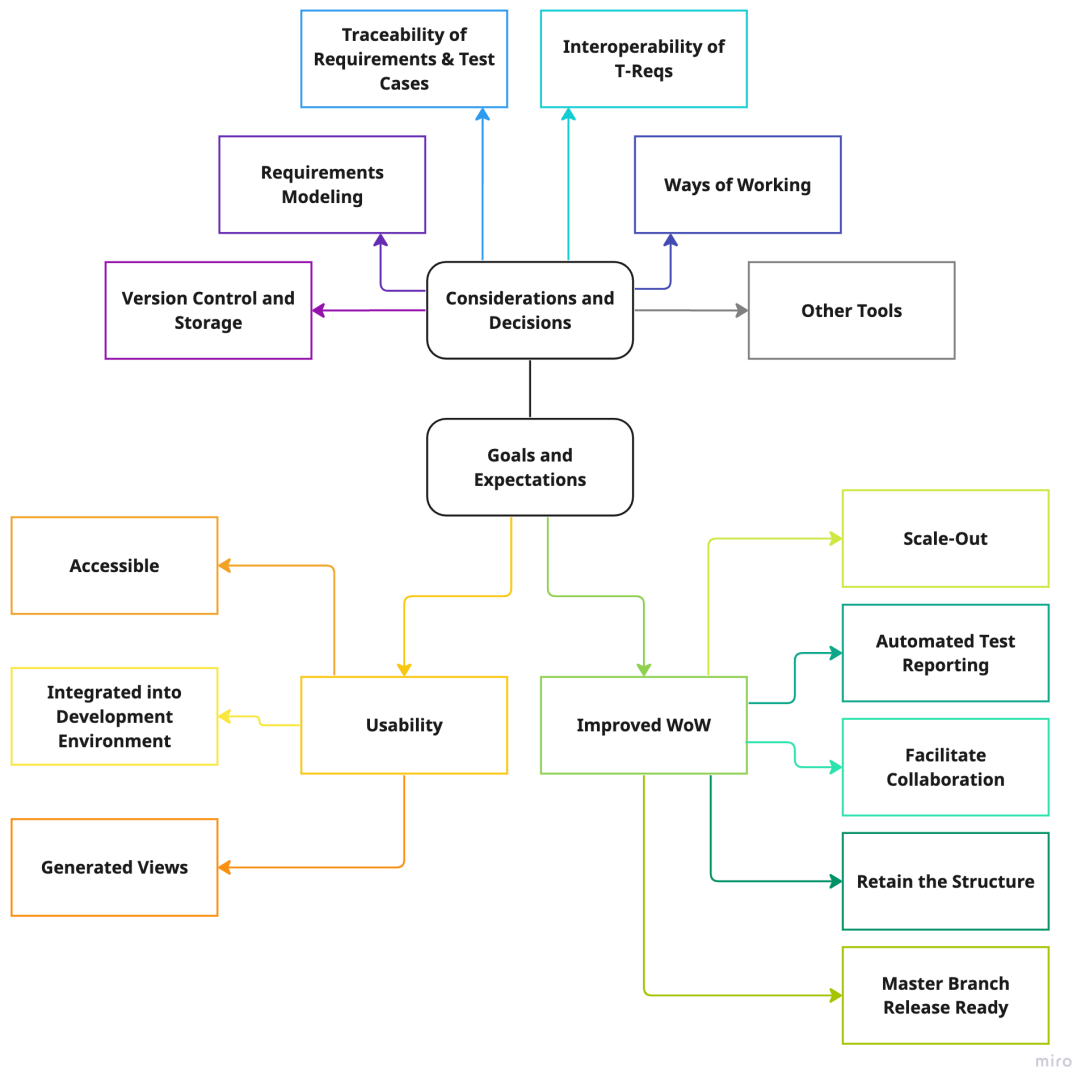 Traceability of
Requirements & Test
Cases
Interoperability of
T-Reqs
Requirements
Modeling
Ways of Working
Version Control and
Storage
Considerations and
Decisions
Other Tools
Goals and
Expectations
Scale-Out
Accessible
Automated Test
Reporting
Integrated into
Development
Environment
Usability
Improved WoW
Facilitate
Collaboration
Generated Views
Retain the Structure
Master Branch
Release Ready
miro